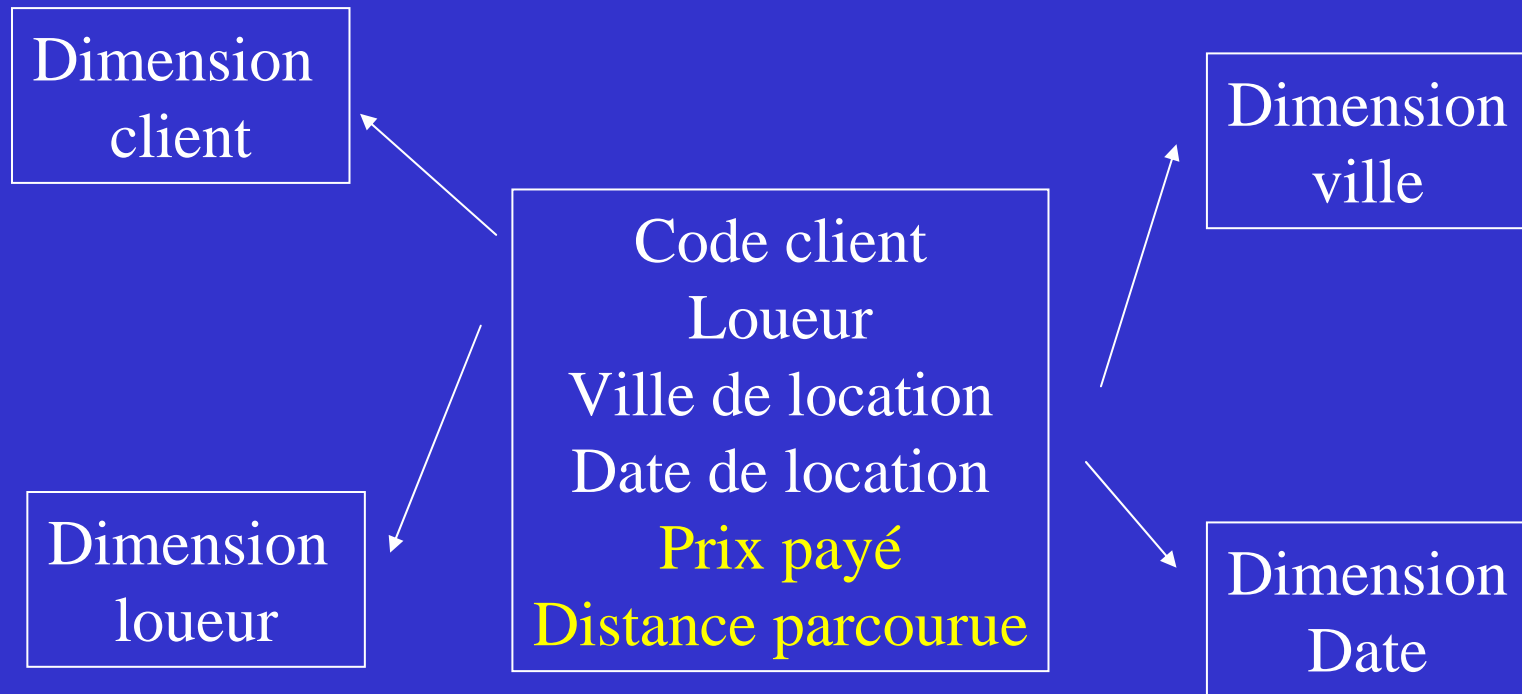 Dimension
client
Dimension
ville
Code client
Loueur
Ville de location
Date de location
Prix payé
Distance parcourue
Dimension
loueur
Dimension
Date